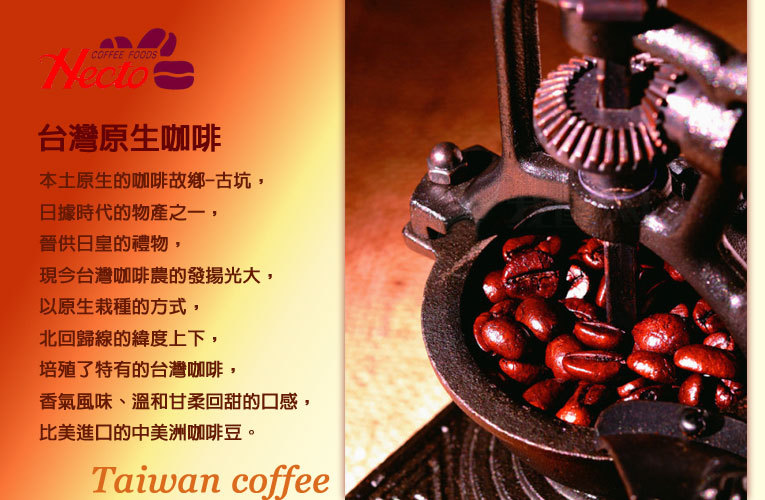 COFFEE FOODS
Hecto
台灣原生咖啡
本土原生的咖啡故鄉-古坑，
日據時代的物產之一，
晉供日皇的禮物，
現今台灣咖啡農的發揚光大，
以原生栽種的方式，
北回歸線的緯度上下，
培殖了特有的台灣咖啡，
香氣風味、溫和甘柔回甜的口感，
比美進口的中美洲咖啡豆。
Taiwan coffee